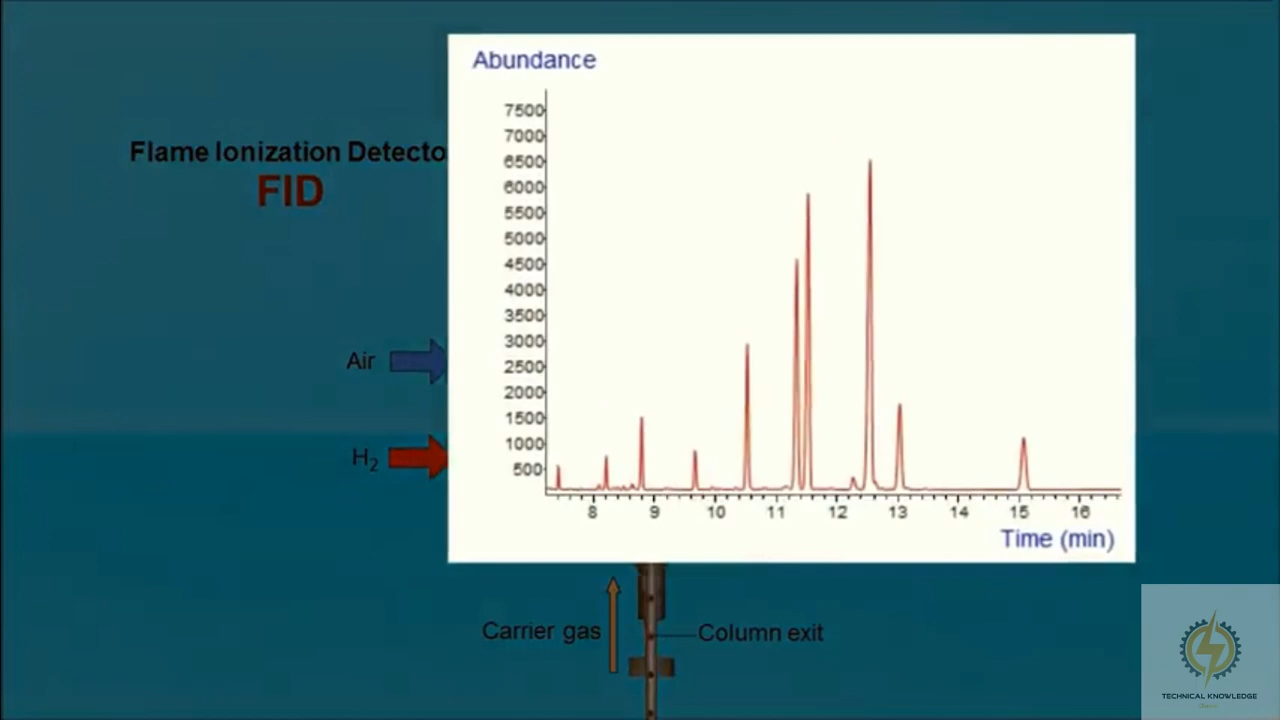 Abundance
7500
7000
6500
6000
5500
5000
4500
4000
3500
3000
2500
2000
1500
1000
500
8 9 10 11 12 13 14 15 16
Time (min)
Flame Ionization Detecto
FID
Air
H₂
Carrier gas
Column exit
TECHNICAL KNOWLEDGE